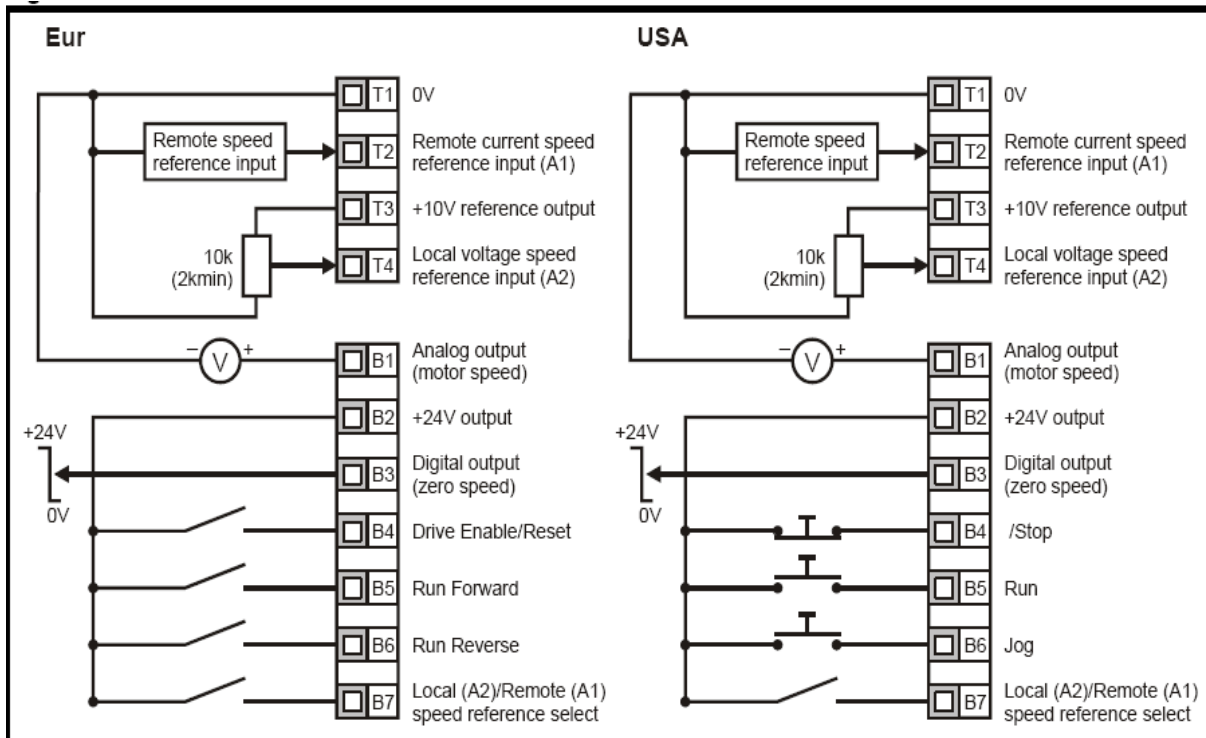 Eur
T1 0V
Remote speed
reference input
T2 Remote current speed
reference input (A1)
T3 +10V reference output
10k
(2kmin)
T4 Local voltage speed
reference input (A2)
– V +
B1 Analog output
(motor speed)
B2 +24V output
+24V
0V
B3 Digital output
(zero speed)
B4 Drive Enable/Reset
B5 Run Forward
B6 Run Reverse
B7 Local (A2)/Remote (A1)
speed reference select
USA
T1 0V
Remote speed
reference input
T2 Remote current speed
reference input (A1)
T3 +10V reference output
10k
(2kmin)
T4 Local voltage speed
reference input (A2)
– V +
B1 Analog output
(motor speed)
B2 +24V output
+24V
0V
B3 Digital output
(zero speed)
B4 /Stop
B5 Run
B6 Jog
B7 Local (A2)/Remote (A1)
speed reference select